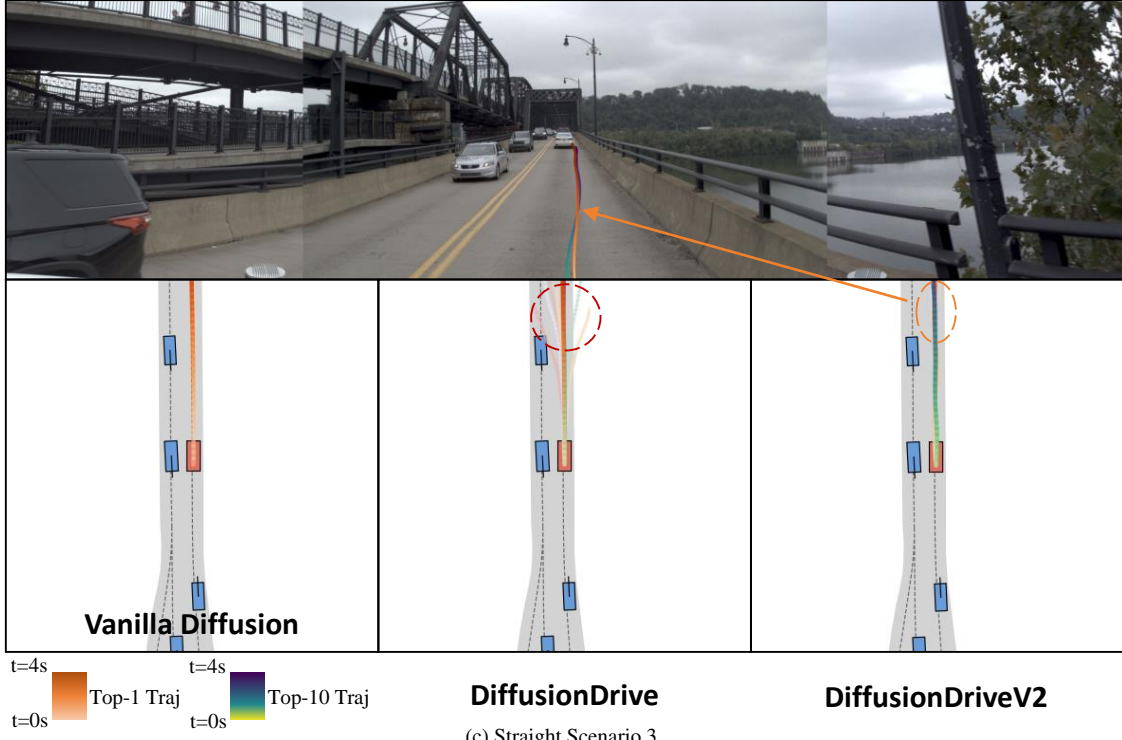 Vanilla Diffusion
t=4s
t=0s
Top-1 Traj
t=4s
t=0s
Top-10 Traj
DiffusionDrive
DiffusionDriveV2
(c) Straight Scenario 3